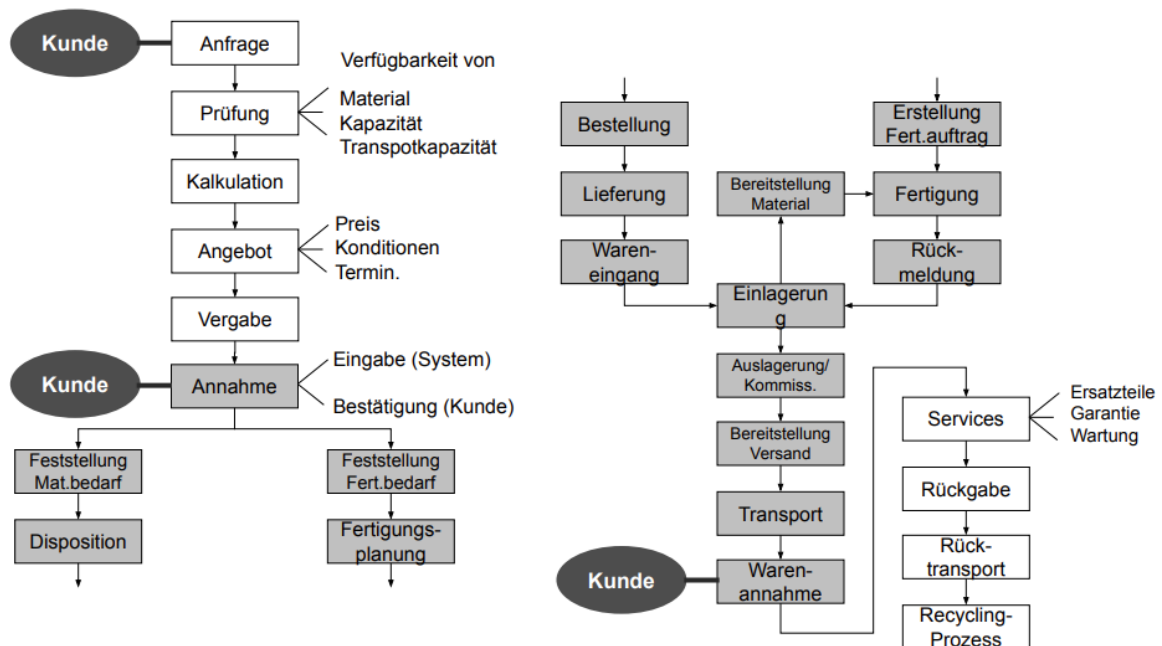 Kunde
Anfrage
Verfügbarkeit von
Prüfung
Material
Kapazität
Transpotkapazität
Kalkulation
Angebot
Preis
Konditionen
Termin.
Vergabe
Kunde
Annahme
Eingabe (System)
Bestätigung (Kunde)
Feststellung
Mat.bedarf
Feststellung
Fert.bedarf
Disposition
Fertigungs-
planung
Bestellung
Erstellung
Fert.auftrag
Lieferung
Bereitstellung
Material
Fertigung
Waren-
eingang
Rück-
meldung
Einlagerun
g
Auslagerung/
Kommiss.
Bereitstellung
Versand
Transport
Kunde
Waren-
annahme
Services
Ersatzteile
Garantie
Wartung
Rückgabe
Rück-
transport
Recycling-
Prozess